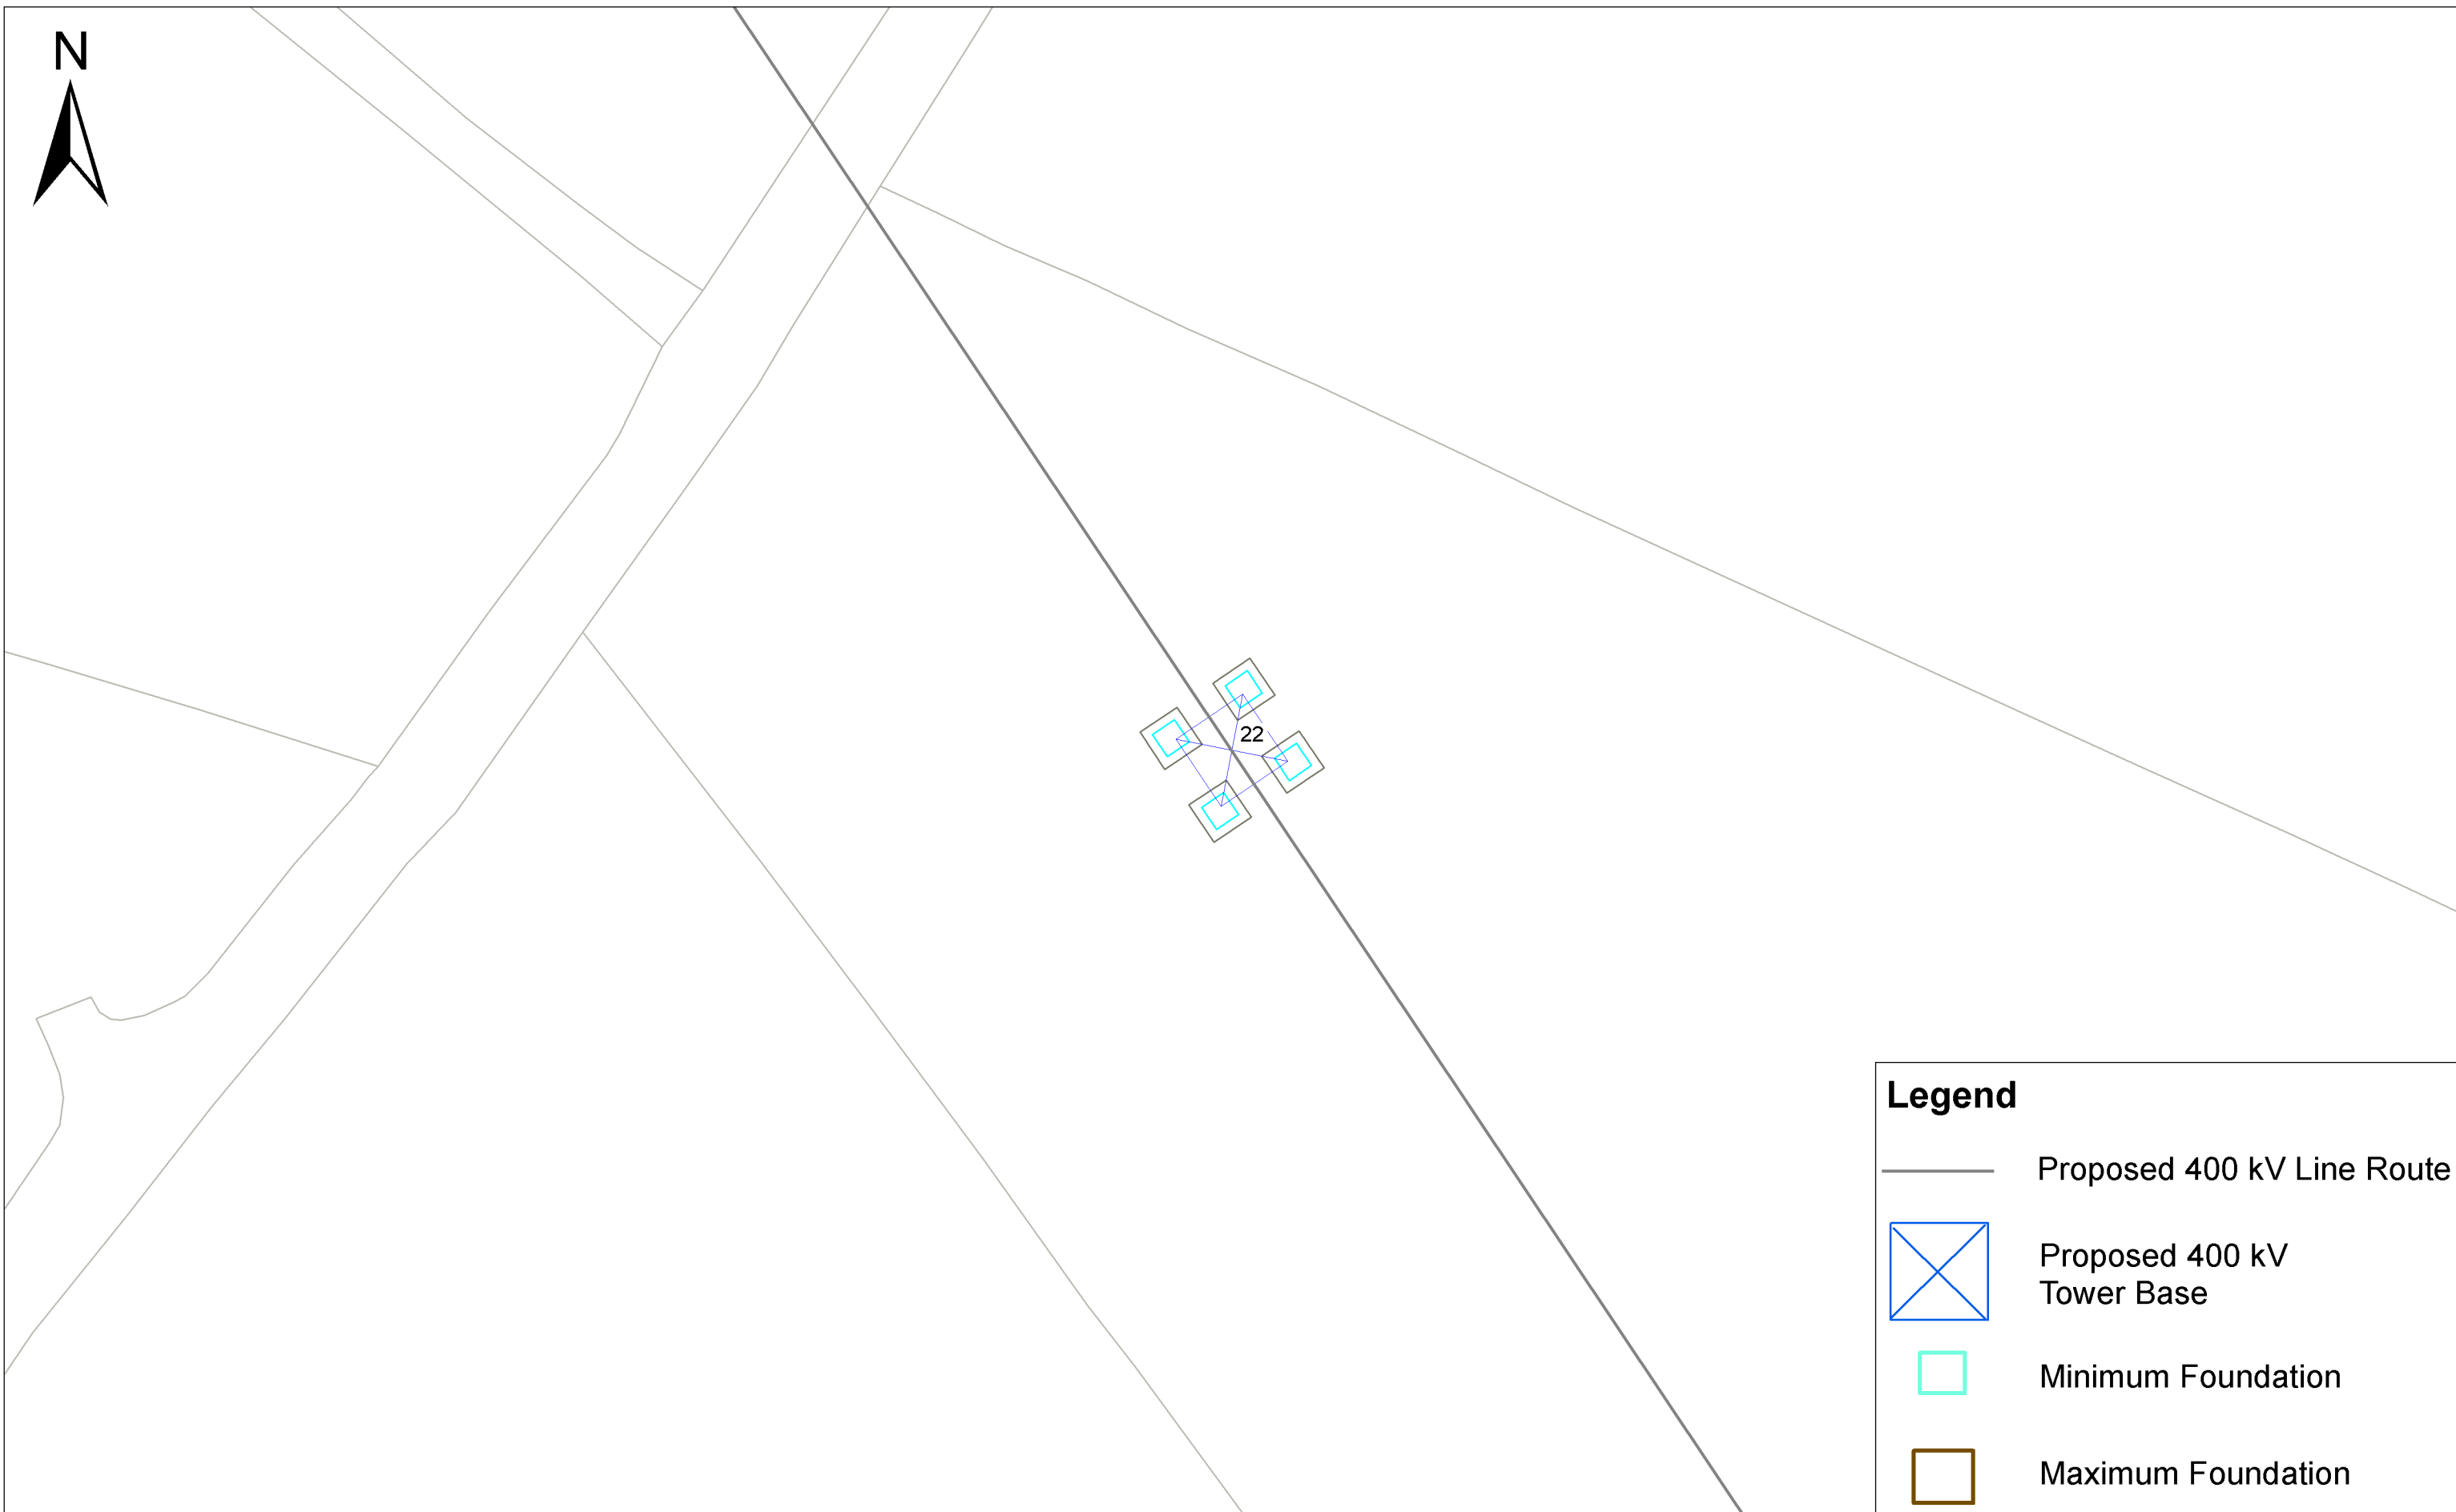 N
22
Legend
Proposed 400 kV Line Route
Proposed 400 kV
Tower Base
Minimum Foundation
Maximum Foundation